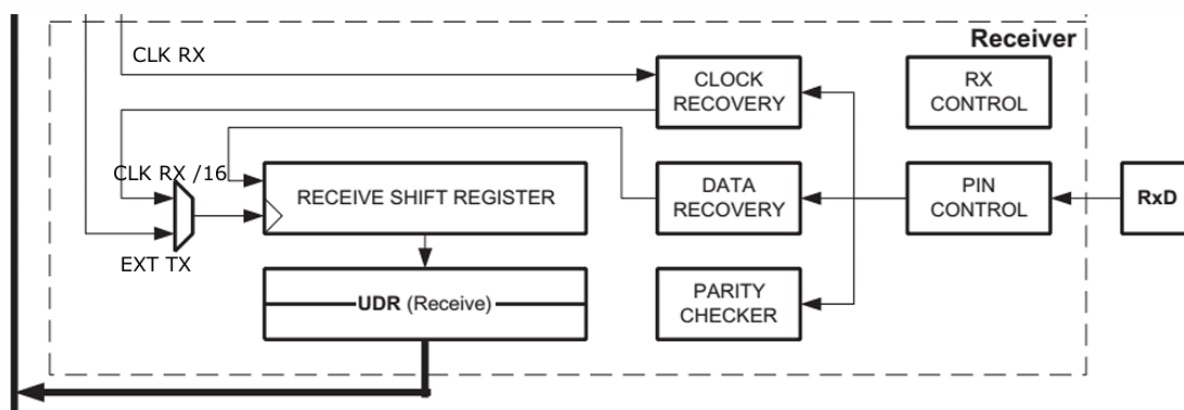 Receiver
CLK RX
CLOCK
RECOVERY
RX
CONTROL
CLK RX /16
RECEIVE SHIFT REGISTER
DATA
RECOVERY
PIN
CONTROL
RxD
EXT TX
UDR (Receive)
PARITY
CHECKER